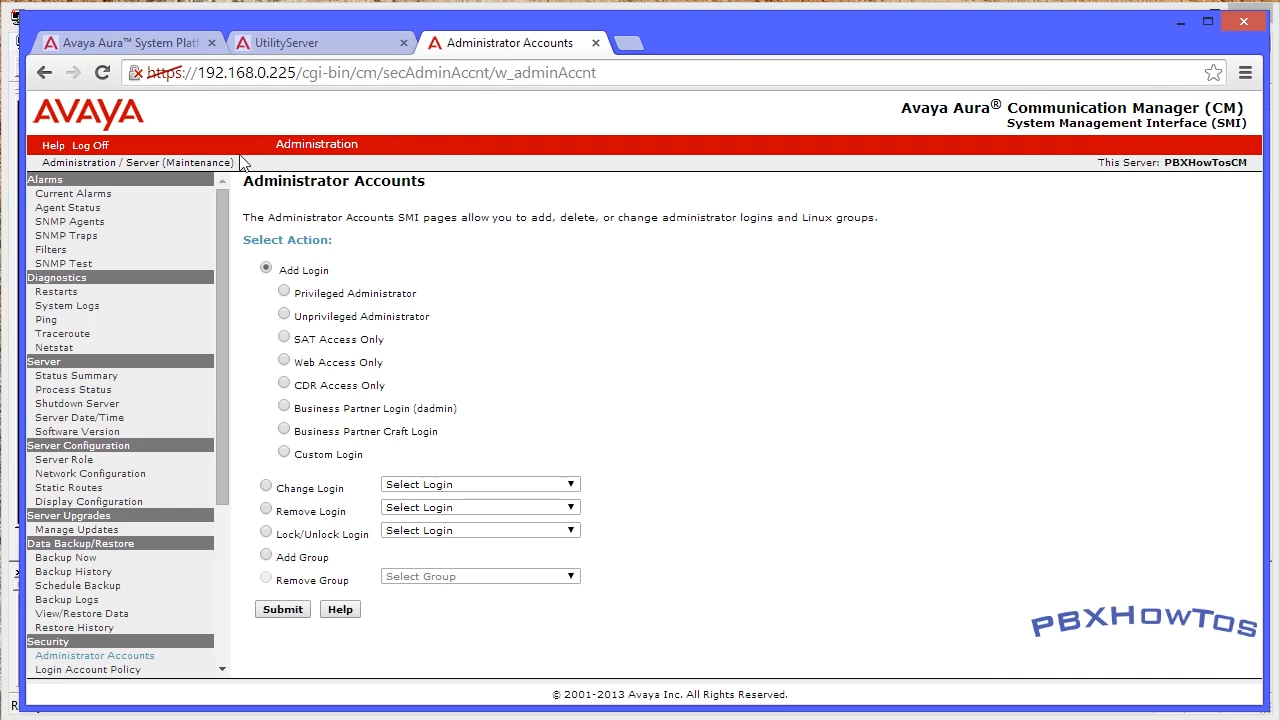 Avaya Aura™ System Platf
UtilityServer
Administrator Accounts
https://192.168.0.225/cgi-bin/cm/secAdminAccnt/w_adminAccnt
AVAYA
Avaya Aura® Communication Manager (CM)
System Management Interface (SMI)
Help Log Off
Administration
Administration / Server (Maintenance)
This Server: PBXHowTosCM
Alarms
Current Alarms
Agent Status
SNMP Agents
SNMP Traps
Filters
SNMP Test
Diagnostics
Restarts
System Logs
Ping
Traceroute
Netstat
Server
Status Summary
Process Status
Shutdown Server
Server Date/Time
Software Version
Server Configuration
Server Role
Network Configuration
Static Routes
Display Configuration
Server Upgrades
Manage Updates
Data Backup/Restore
Backup Now
Backup History
Schedule Backup
Backup Logs
View/Restore Data
Restore History
Security
Administrator Accounts
Login Account Policy
Administrator Accounts
The Administrator Accounts SMI pages allow you to add, delete, or change administrator logins and Linux groups.
Select Action:
Add Login
Privileged Administrator
Unprivileged Administrator
SAT Access Only
Web Access Only
CDR Access Only
Business Partner Login (dadmin)
Business Partner Craft Login
Custom Login
Change Login Select Login
Remove Login Select Login
Lock/Unlock Login Select Login
Add Group
Remove Group Select Group
Submit Help
PBXHowTos
© 2001-2013 Avaya Inc. All Rights Reserved.